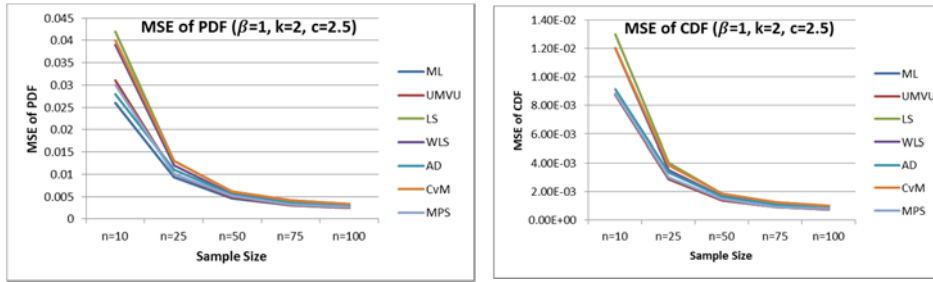 MSE of PDF (β=1, k=2, c=2.5)
MSE of PDF
0.045
0.04
0.035
0.03
0.025
0.02
0.015
0.01
0.005
0
n=10 n=25 n=50 n=75 n=100
Sample Size
ML
UMVU
LS
WLS
AD
CvM
MPS
MSE of CDF (β=1, k=2, c=2.5)
MSE of CDF
1.40E-02
1.20E-02
1.00E-02
8.00E-03
6.00E-03
4.00E-03
2.00E-03
0.00E+00
n=10 n=25 n=50 n=75 n=100
Sample Size
ML
UMVU
LS
WLS
AD
CvM
MPS